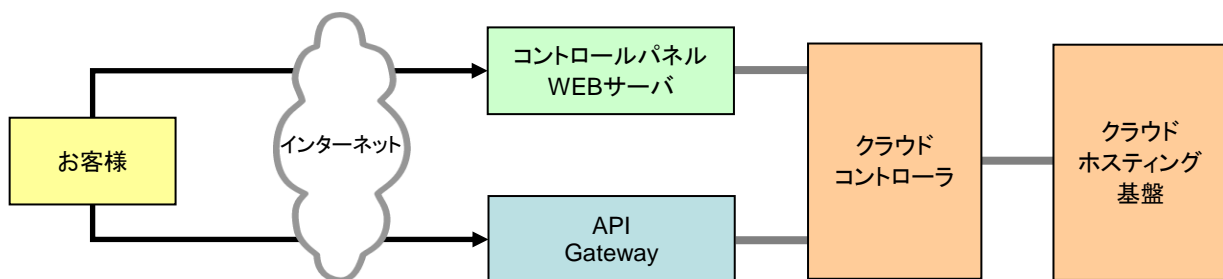 お客様
インターネット
コントロールパネル
WEBサーバ
API
Gateway
クラウド
コントローラ
クラウド
ホスティング
基盤